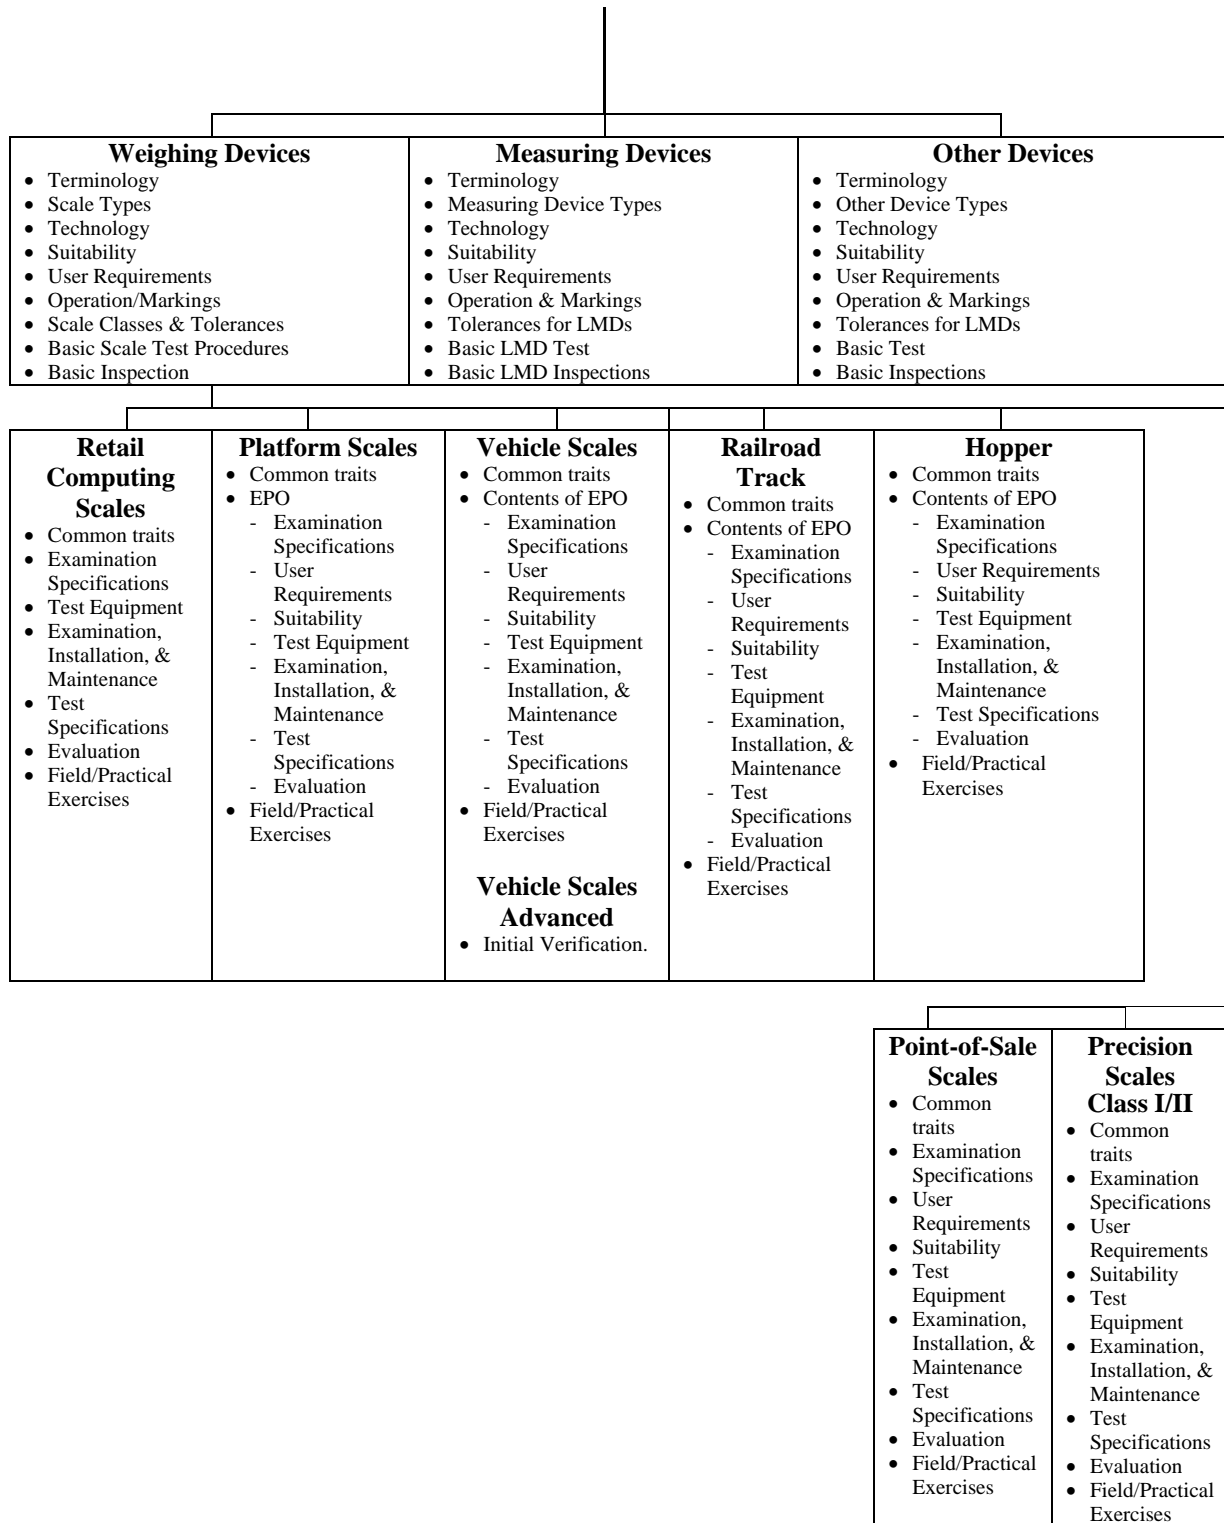 Weighing Devices
• Terminology
• Scale Types
• Technology
• Suitability
• User Requirements
• Operation/Markings
• Scale Classes & Tolerances
• Basic Scale Test Procedures
• Basic Inspection
Measuring Devices
• Terminology
• Measuring Device Types
• Technology
• Suitability
• User Requirements
• Operation & Markings
• Tolerances for LMDs
• Basic LMD Test
• Basic LMD Inspections
Other Devices
• Terminology
• Other Device Types
• Technology
• Suitability
• User Requirements
• Operation & Markings
• Tolerances for LMDs
• Basic Test
• Basic Inspections
Retail
Computing
Scales
• Common traits
• Examination
Specifications
• Test Equipment
• Examination,
Installation, &
Maintenance
• Test
Specifications
• Evaluation
• Field/Practical
Exercises
Platform Scales
• Common traits
• EPO
- Examination
Specifications
- User
Requirements
- Suitability
- Test Equipment
- Examination,
Installation, &
Maintenance
- Test
Specifications
- Evaluation
• Field/Practical
Exercises
Vehicle Scales
• Common traits
• Contents of EPO
- Examination
Specifications
- User
Requirements
- Suitability
- Test Equipment
- Examination,
Installation, &
Maintenance
- Test
Specifications
- Evaluation
• Field/Practical
Exercises
Vehicle Scales
Advanced
• Initial Verification.
Railroad
Track
• Common traits
• Contents of EPO
- Examination
Specifications
- User
Requirements
- Suitability
- Test
Equipment
- Examination,
Installation, &
Maintenance
- Test
Specifications
- Evaluation
• Field/Practical
Exercises
Hopper
• Common traits
• Contents of EPO
- Examination
Specifications
- User Requirements
- Suitability
- Test Equipment
- Examination,
Installation, &
Maintenance
- Test Specifications
- Evaluation
• Field/Practical
Exercises
Point-of-Sale
Scales
• Common
traits
• Examination
Specifications
• User
Requirements
• Suitability
• Test
Equipment
• Examination,
Installation, &
Maintenance
• Test
Specifications
• Evaluation
• Field/Practical
Exercises
Precision
Scales
Class I/II
• Common
traits
• Examination
Specifications
• User
Requirements
• Suitability
• Test
Equipment
• Examination,
Installation, &
Maintenance
• Test
Specifications
• Evaluation
• Field/Practical
Exercises